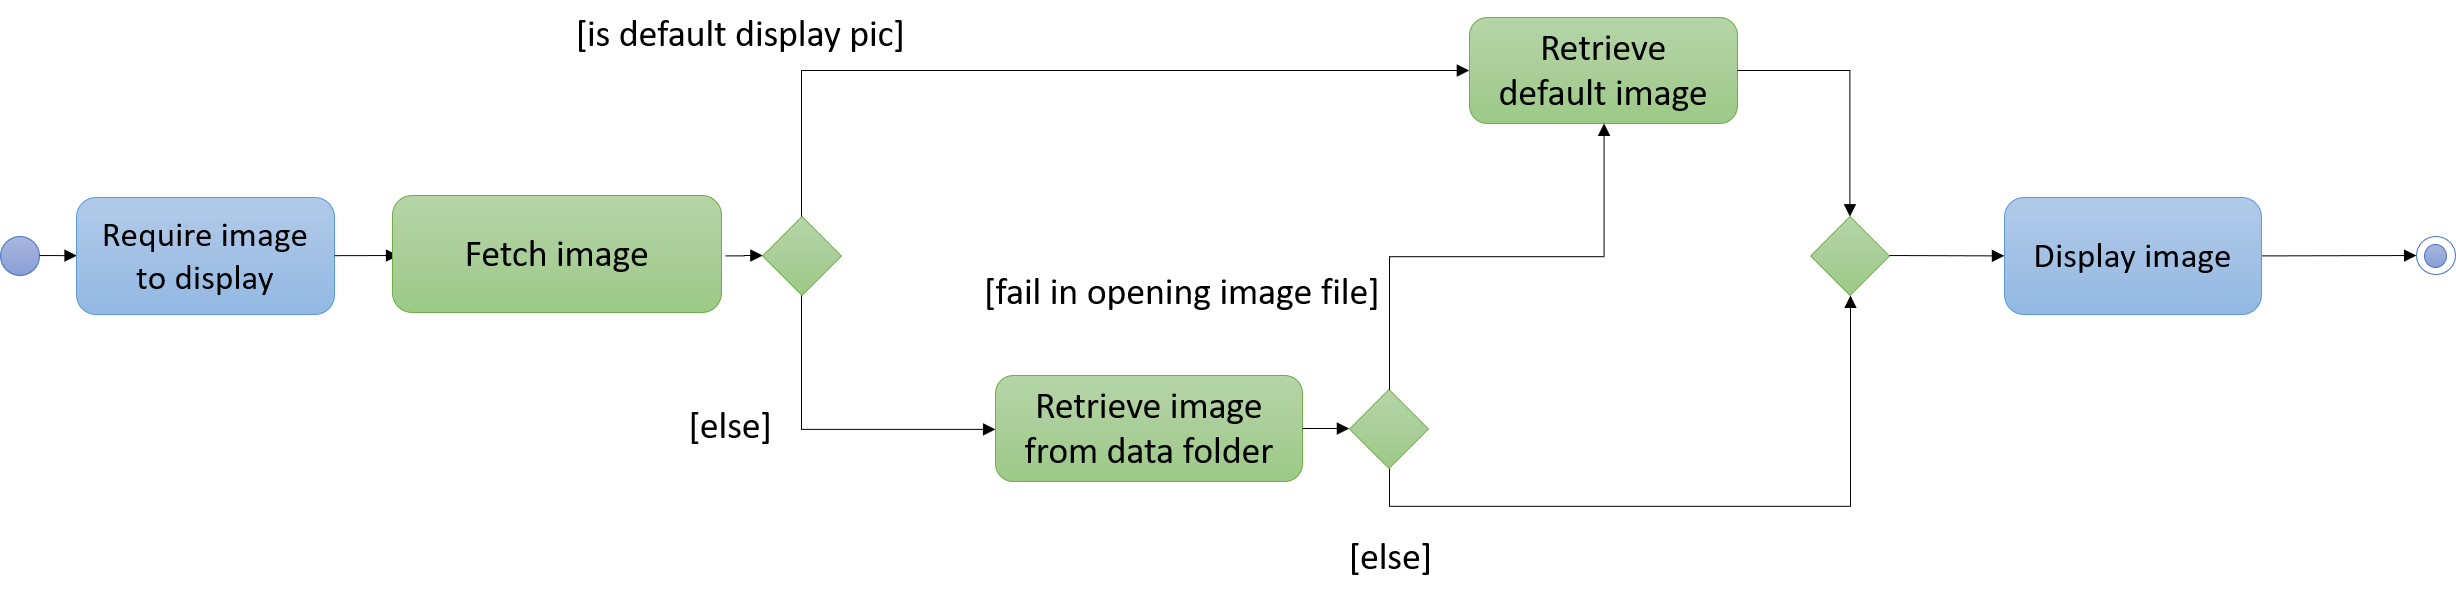 [is default display pic]
Retrieve
default image
Require image
to display
Fetch image
[fail in opening image file]
Display image
[else]
Retrieve image
from data folder
[else]